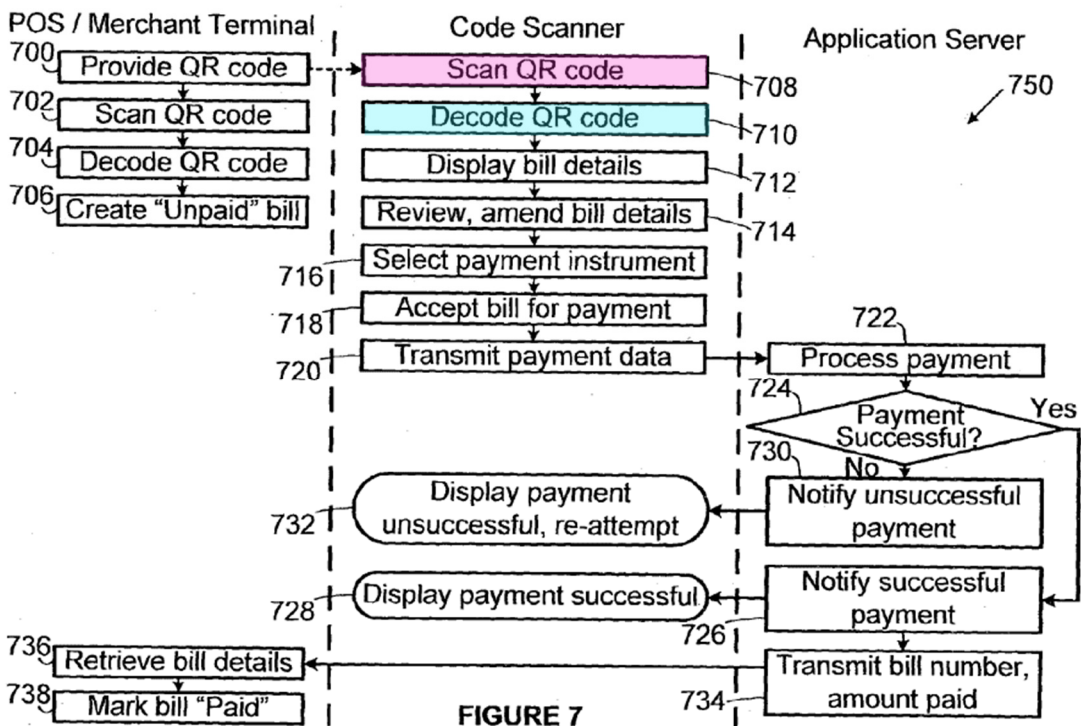 POS / Merchant Terminal
Code Scanner
Application Server
700
Provide QR code
Scan QR code
708
750
702
Scan QR code
Decode QR code
710
704
Decode QR code
Display bill details
712
706
Create “Unpaid” bill
Review, amend bill details
714
716
Select payment instrument
718
Accept bill for payment
720
Transmit payment data
722
Process payment
724
Payment
Successful?
Yes
No
730
Notify unsuccessful
payment
732
Display payment
unsuccessful, re-attempt
728
Display payment successful
Notify successful
payment
726
736
Retrieve bill details
Transmit bill number,
amount paid
734
738
Mark bill “Paid”
FIGURE 7